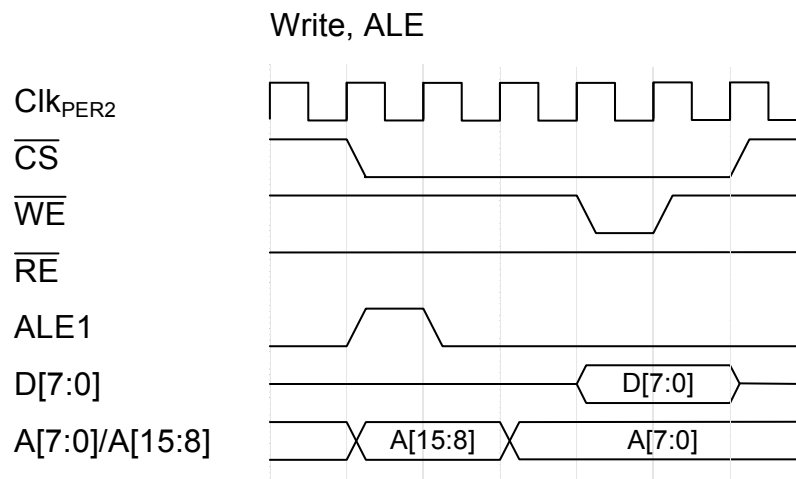 Write, ALE
ClkPER2
CS
WE
RE
ALE1
D[7:0] D[7:0]
A[7:0]/A[15:8] A[15:8] A[7:0]